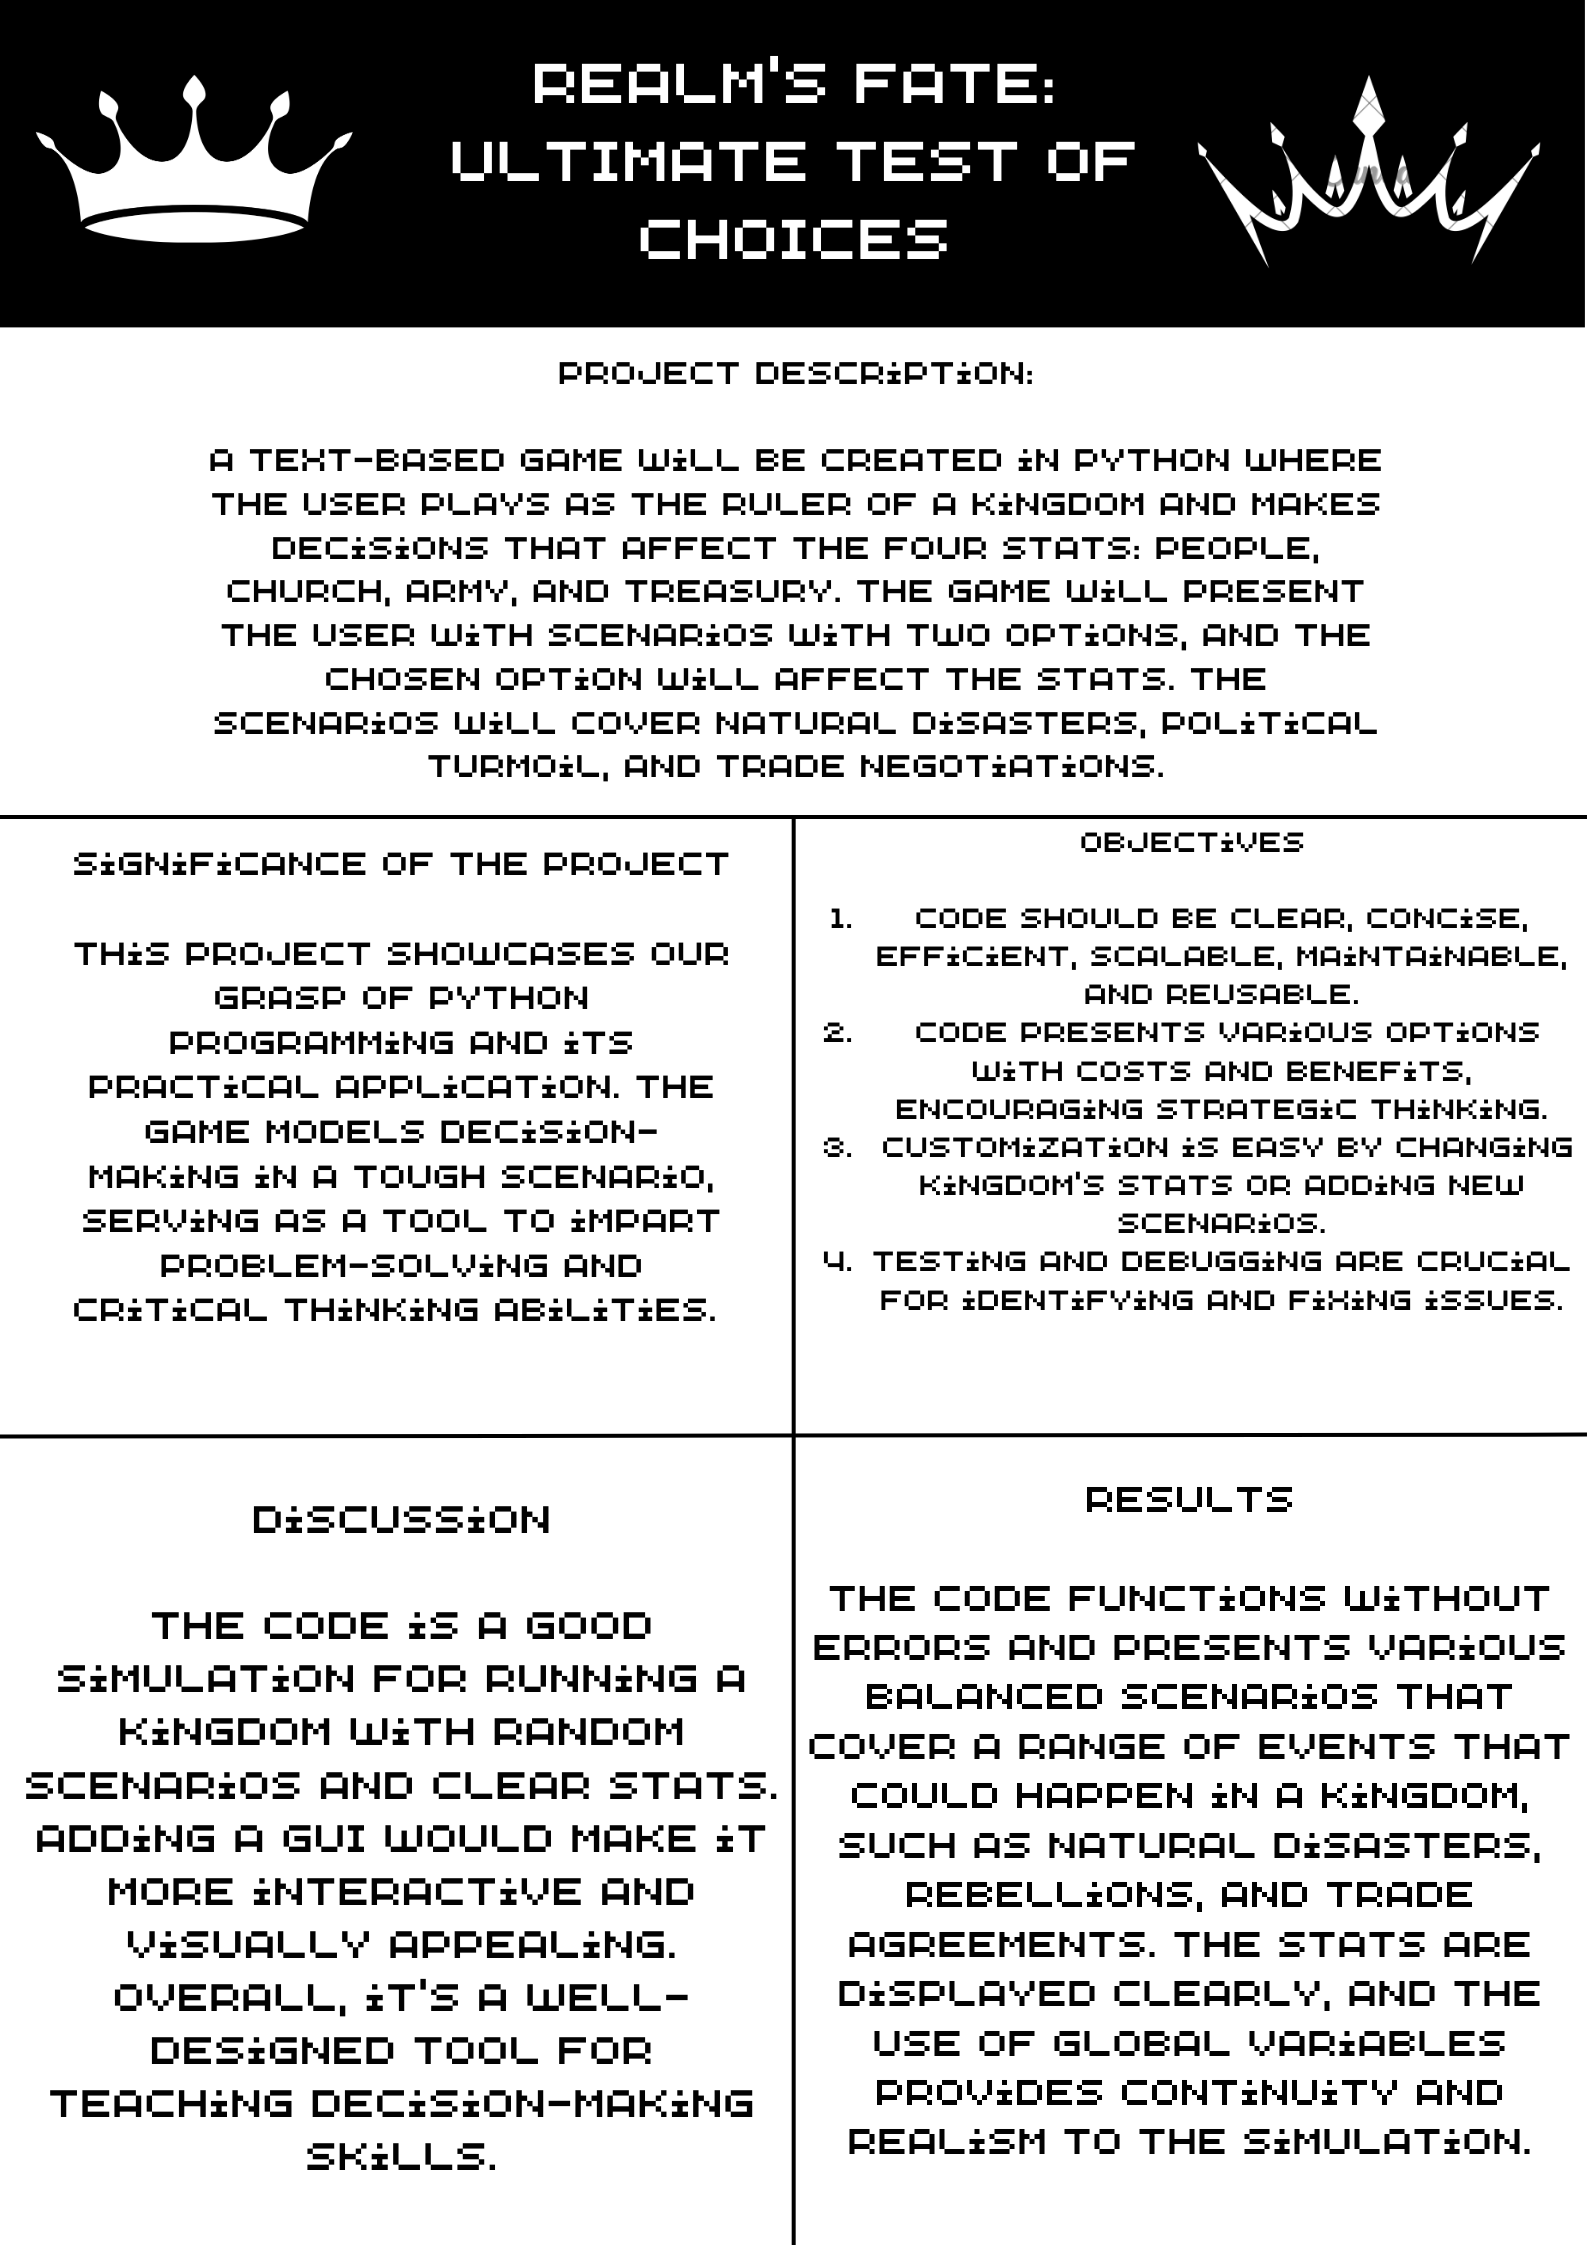 REALM'S FATE:
ULTIMATE TEST OF
CHOICES
PROJECT DESCRiPTiON:
A TEXT-BASED GAME WiLL BE CREATED iN PYTHON WHERE
THE USER PLAYS AS THE RULER OF A KiNGDOM AND MAKES
DECiSiONS THAT AFFECT THE FOUR STATS: PEOPLE,
CHURCH, ARMY, AND TREASURY. THE GAME WiLL PRESENT
THE USER WiTH SCENARiOS WiTH TWO OPTiONS, AND THE
CHOSEN OPTiON WiLL AFFECT THE STATS. THE
SCENARiOS WiLL COVER NATURAL DiSASTERS, POLiTiCAL
TURMOiL, AND TRADE NEGOTiATiONS.
SiGNiFiCANCE OF THE PROJECT
THiS PROJECT SHOWCASES OUR
GRASP OF PYTHON
PROGRAMMiNG AND iTS
PRACTiCAL APPLiCATiON. THE
GAME MODELS DECiSiON-
MAKiNG iN A TOUGH SCENARiO,
SERViNG AS A TOOL TO iMPART
PROBLEM-SOLViNG AND
CRiTiCAL THiNKiNG ABiLiTiES.
OBJECTiVES
1. CODE SHOULD BE CLEAR, CONCiSE,
EFFiCiENT, SCALABLE, MAiNTAiNABLE,
AND REUSABLE.
2. CODE PRESENTS VARiOUS OPTiONS
WiTH COSTS AND BENEFiTS,
ENCOURAGiNG STRATEGiC THiNKiNG.
3. CUSTOMiZATiON iS EASY BY CHANGiNG
KiNGDOM'S STATS OR ADDiNG NEW
SCENARiOS.
4. TESTiNG AND DEBUGGiNG ARE CRUCiAL
FOR iDENTiFYiNG AND FiXiNG iSSUES.
DiSCUSSiON
THE CODE iS A GOOD
SiMULATiON FOR RUNNiNG A
KiNGDOM WiTH RANDOM
SCENARiOS AND CLEAR STATS.
ADDiNG A GUI WOULD MAKE iT
MORE iNTERACTiVE AND
ViSUALLY APPEALiNG.
OVERALL, iT'S A WELL-
DESiGNED TOOL FOR
TEACHiNG DECiSiON-MAKiNG
SKiLLS.
RESULTS
THE CODE FUNCTiONS WiTHOUT
ERRORS AND PRESENTS VARiOUS
BALANCED SCENARiOS THAT
COVER A RANGE OF EVENTS THAT
COULD HAPPEN iN A KiNGDOM,
SUCH AS NATURAL DiSASTERS,
REBELLiONS, AND TRADE
AGREEMENTS. THE STATS ARE
DiSPLAYED CLEARLY, AND THE
USE OF GLOBAL VARiABLES
PROViDES CONTiNUiTY AND
REALiSM TO THE SiMULATiON.